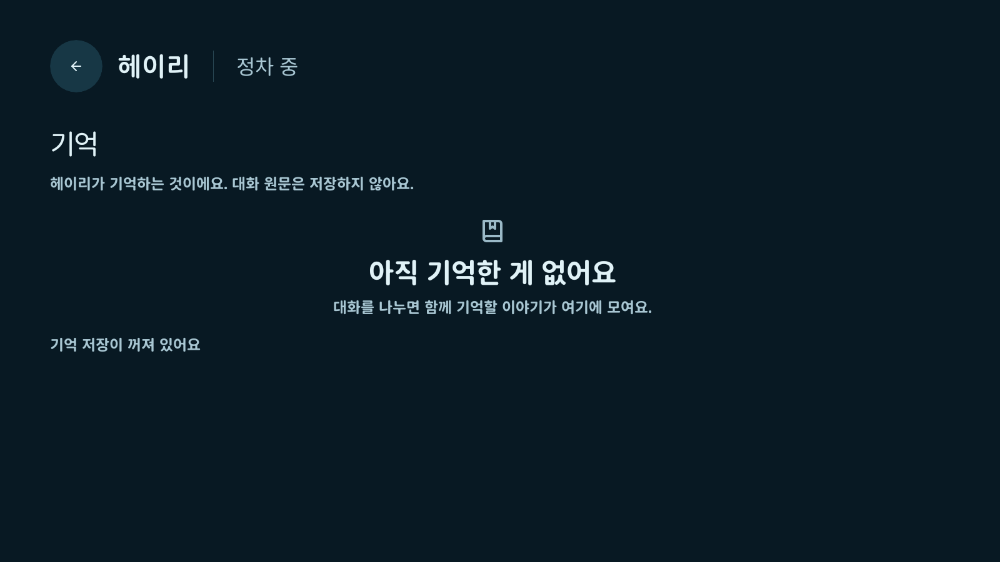 헤이리
정차 중
기억
헤이리가 기억하는 것이에요. 대화 원문은 저장하지 않아요.
아직 기억한 게 없어요
대화를 나누면 함께 기억할 이야기가 여기에 모여요.
기억 저장이 꺼져 있어요